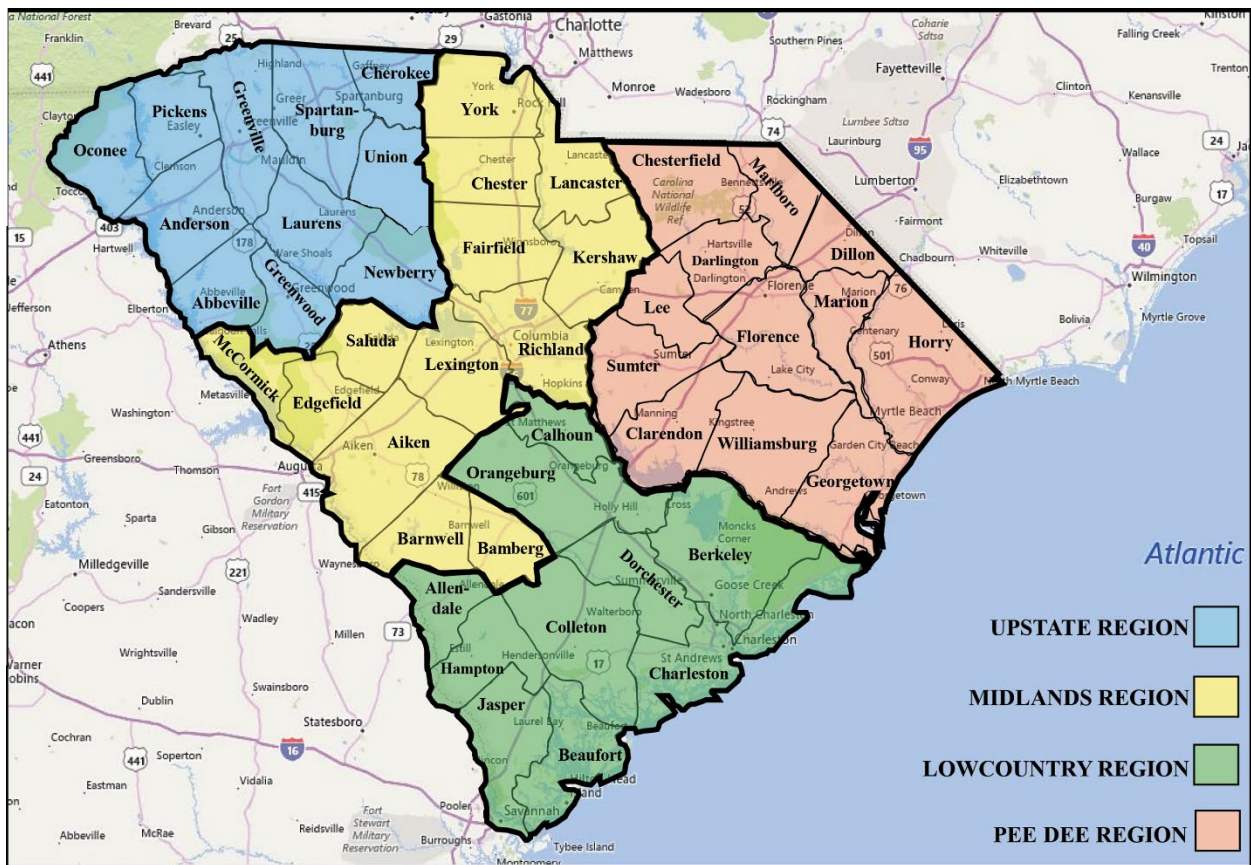 Cherokee
York
Pickens
Greenville
Spartan-
burg
Oconee
Union
Chester
Lancaster
Chesterfield
Marlboro
Anderson
Laurens
Fairfield
Kershaw
Darlington
Dillon
Newberry
Abbeville
Greenwood
Lee
Marion
McCormick
Saluda
Lexington
Richland
Florence
Horry
Sumter
Edgefield
Aiken
Calhoun
Clarendon
Williamsburg
Orangeburg
Georgetown
Barnwell
Bamberg
Berkeley
Dorchester
Allen-
dale
Colleton
Hampton
Charleston
Jasper
Beaufort
Brevard
Franklin
Gastonia
Charlotte
Matthews
Monroe
Wadesboro
Southern Pines
Rockingham
Fayetteville
Coharie
Sdtsa
Kinston
Falling Creek
Trenton
Clinton
Kenansville
Laurinburg
Lumbee Sdtsa
Lumberton
Wallace
Elizabethtown
Burgaw
Fairmont
Whiteville
Chadbourn
Topsail
Wilmington
Bolivia
Myrtle Grove
North Myrtle Beach
Hartwell
Elberton
Jefferson
Athens
Washington
Metasville
Greensboro
Thomson
Augusta
Fort
Gordon
Military
Reservation
Eatonton
Sparta
Gibson
Milledgeville
Waynesboro
Sandersville
Coopers
Wadley
Wrightsville
Millen
Swainsboro
Dublin
Statesboro
Cochran
Soperton
Eastman
Vidalia
Abbeville
McRae
Reidsville
Fort
Stewart
Military
Reservation
Pooler
Burroughs
Savannah
Tybee Island
Montgomery
Highland
Gaffney
Greer
Spartanburg
Easley
Clemson
Mauldin
Anderson
Laurens
Ware Shoals
Abbeville
Greenwood
York
Rock Hill
Chester
Lancaster
Winnsboro
Camden
Columbia
Hopkins
Lexington
Edgefield
Aiken
Williston
Barnwell
Allendale
Carolina
National
Wildlife
Ref
Bennettsville
Hartsville
Darlington
Florence
Dillon
Marion
Centenary
Loris
Conway
Myrtle Beach
Garden City Beach
Lake City
Sumter
Manning
Kingstree
Andrews
St Matthews
Orangeburg
Holly Hill
Cross
Moncks
Corner
Goose Creek
Summerville
North Charleston
Charleston
St Andrews
Walterboro
Hendersonville
Estill
Laurel Bay
Beaufort
Hilton Head
Island
441
25
29
74
95
24
17
40
15
403
178
52
76
77
501
441
24
415
78
601
221
73
17
16
441
Atlantic
UPSTATE REGION
MIDLANDS REGION
LOWCOUNTRY REGION
PEE DEE REGION